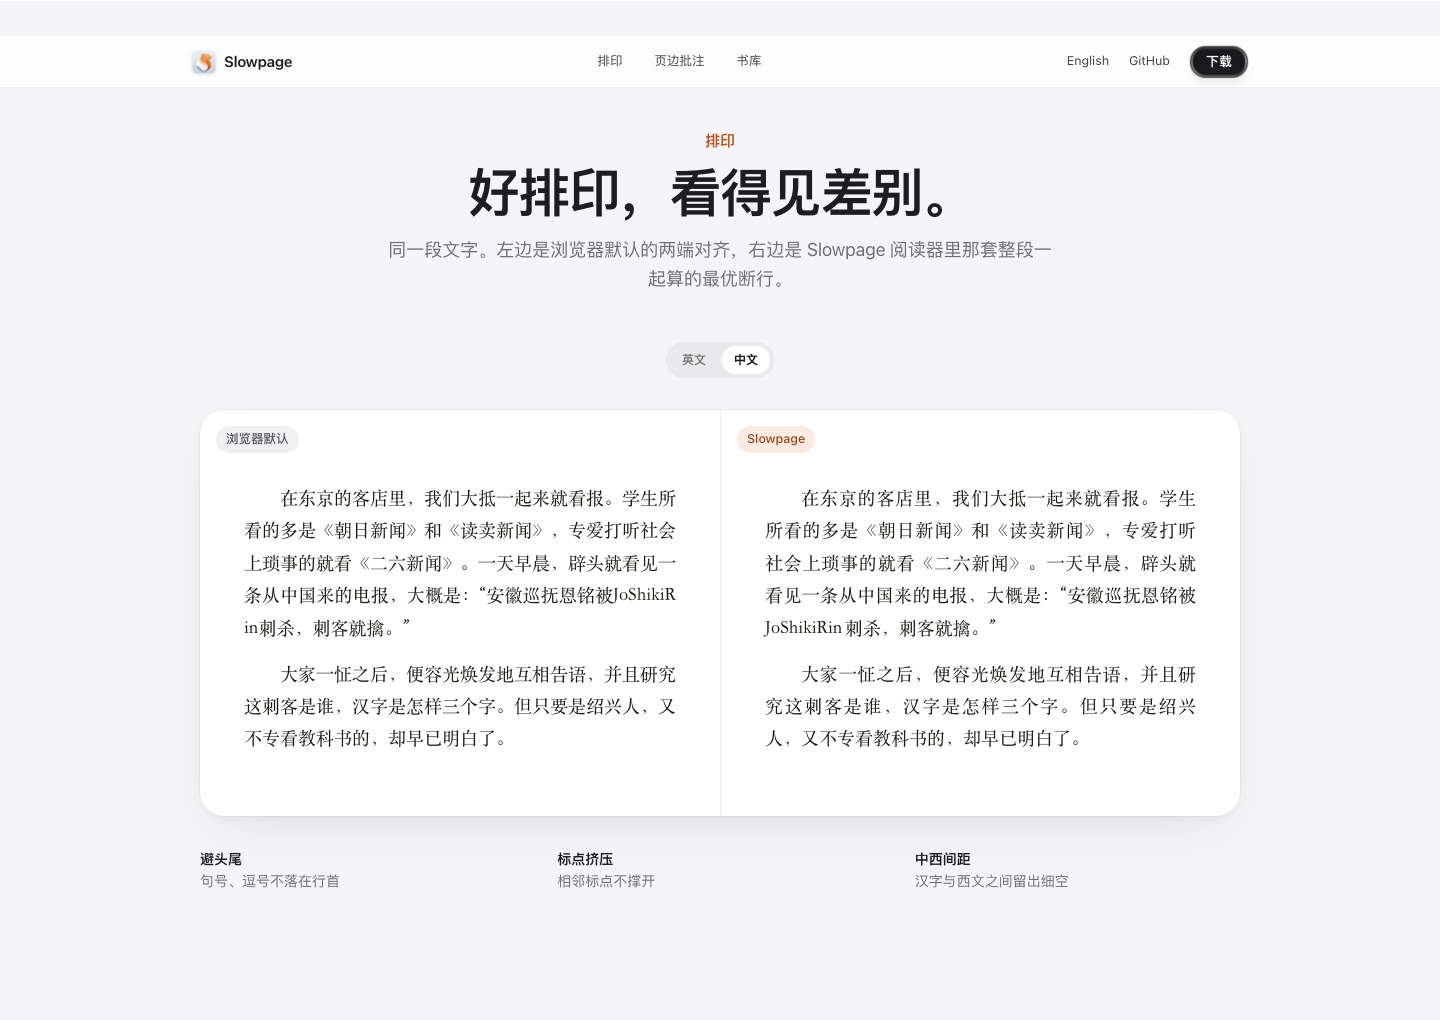 Slowpage
排印
页边批注
书库
English
GitHub
下载
排印
好排印，看得见差别。
同一段文字。左边是浏览器默认的两端对齐，右边是 Slowpage 阅读器里那套整段一
起算的最优断行。
英文
中文
浏览器默认
在东京的客店里，我们大抵一起来就看报。学生所
看的多是《朝日新闻》和《读卖新闻》，专爱打听社会
上琐事的就看《二六新闻》。一天早晨，辟头就看见一
条从中国来的电报，大概是：“安徽巡抚恩铭被JoShikiR
in刺杀，刺客就擒。”
大家一怔之后，便容光焕发地互相告语，并且研究
这刺客是谁，汉字是怎样三个字。但只要是绍兴人，又
不专看教科书的，却早已明白了。
Slowpage
在东京的客店里，我们大抵一起来就看报。学生
所看的多是《朝日新闻》和《读卖新闻》，专爱打听
社会上琐事的就看《二六新闻》。一天早晨，辟头就
看见一条从中国来的电报，大概是：“安徽巡抚恩铭被
JoShikiRin 刺杀，刺客就擒。”
大家一怔之后，便容光焕发地互相告语，并且研
究这刺客是谁，汉字是怎样三个字。但只要是绍兴
人，又不专看教科书的，却早已明白了。
避头尾
句号、逗号不落在行首
标点挤压
相邻标点不撑开
中西间距
汉字与西文之间留出细空